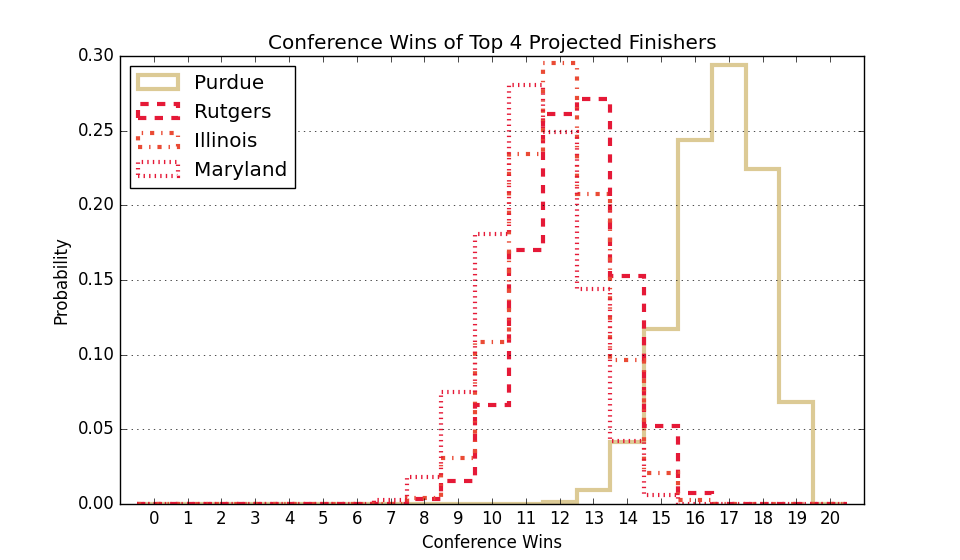 Conference Wins of Top 4 Projected Finishers
Purdue
Rutgers
Illinois
Maryland
Probability
0.30
0.25
0.20
0.15
0.10
0.05
0.00
0 1 2 3 4 5 6 7 8 9 10 11 12 13 14 15 16 17 18 19 20
Conference Wins